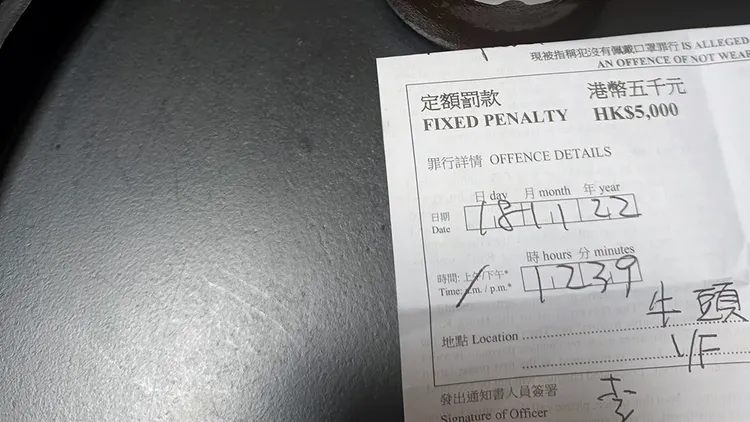 現被指稱犯沒有佩戴口罩罪行 IS ALLEGED
AN OFFENCE OF NOT WEAR
定額罰款 港幣五千元
FIXED PENALTY HK$5,000
罪行詳情 OFFENCE DETAILS
日 day 月 month 年 year
日期
Date
18 11 22
時 hours 分 minutes
時間: 上午/下午*
Time: a.m. / p.m.*
12 39
牛頭
地點 Location
1/F
發出通知書人員簽署
Signature of Officer